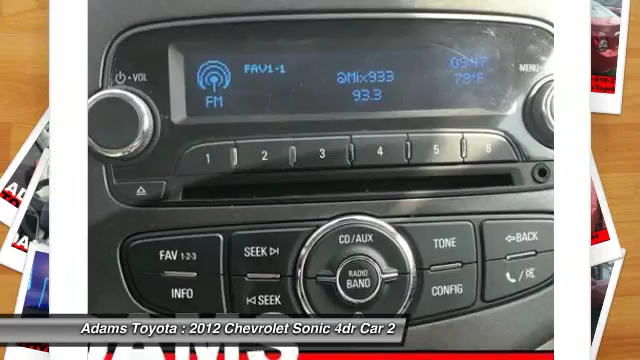 FAV1-1
09:47
@Mix933
78°F
FM
93.3
VOL
MENU
1 2 3 4 5 6
CD/AUX
FAV 1-2-3
SEEK
TONE
BACK
RADIO
BAND
INFO
SEEK
CONFIG
Adams Toyota : 2012 Chevrolet Sonic 4dr Car 2